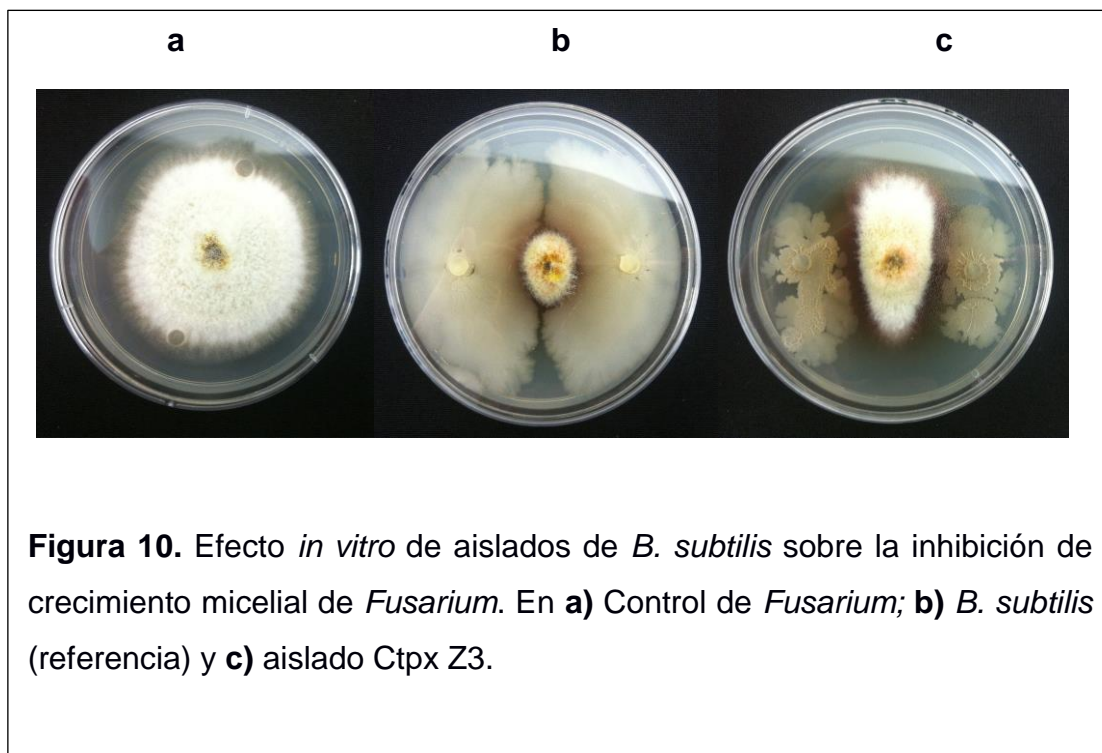 a b c
Figura 10. Efecto in vitro de aislados de B. subtilis sobre la inhibición de
crecimiento micelial de Fusarium. En a) Control de Fusarium; b) B. subtilis
(referencia) y c) aislado Ctpx Z3.